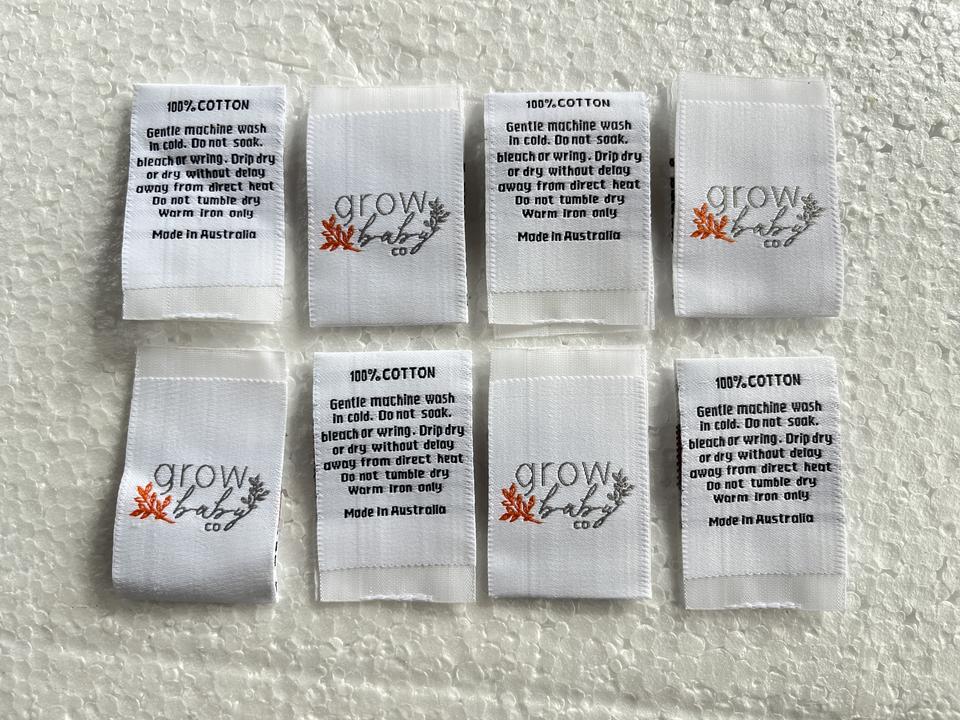 100% COTTON
Gentle machine wash
in cold. Do not soak.
bleach or wring. Drip dry
or dry without delay
away from direct heat
Do not tumble dry
Warm iron only
Made in Australia
grow
baby
co
100% COTTON
Gentle machine wash
in cold. Do not soak.
bleach or wring. Drip dry
or dry without delay
away from direct heat
Do not tumble dry
Warm iron only
Made in Australia
grow
baby
co
grow
baby
co
100% COTTON
Gentle machine wash
in cold. Do not soak.
bleach or wring. Drip dry
or dry without delay
away from direct heat
Do not tumble dry
Warm iron only
Made in Australia
grow
baby
co
100% COTTON
Gentle machine wash
in cold. Do not soak.
bleach or wring. Drip dry
or dry without delay
away from direct heat
Do not tumble dry
Warm iron only
Made in Australia